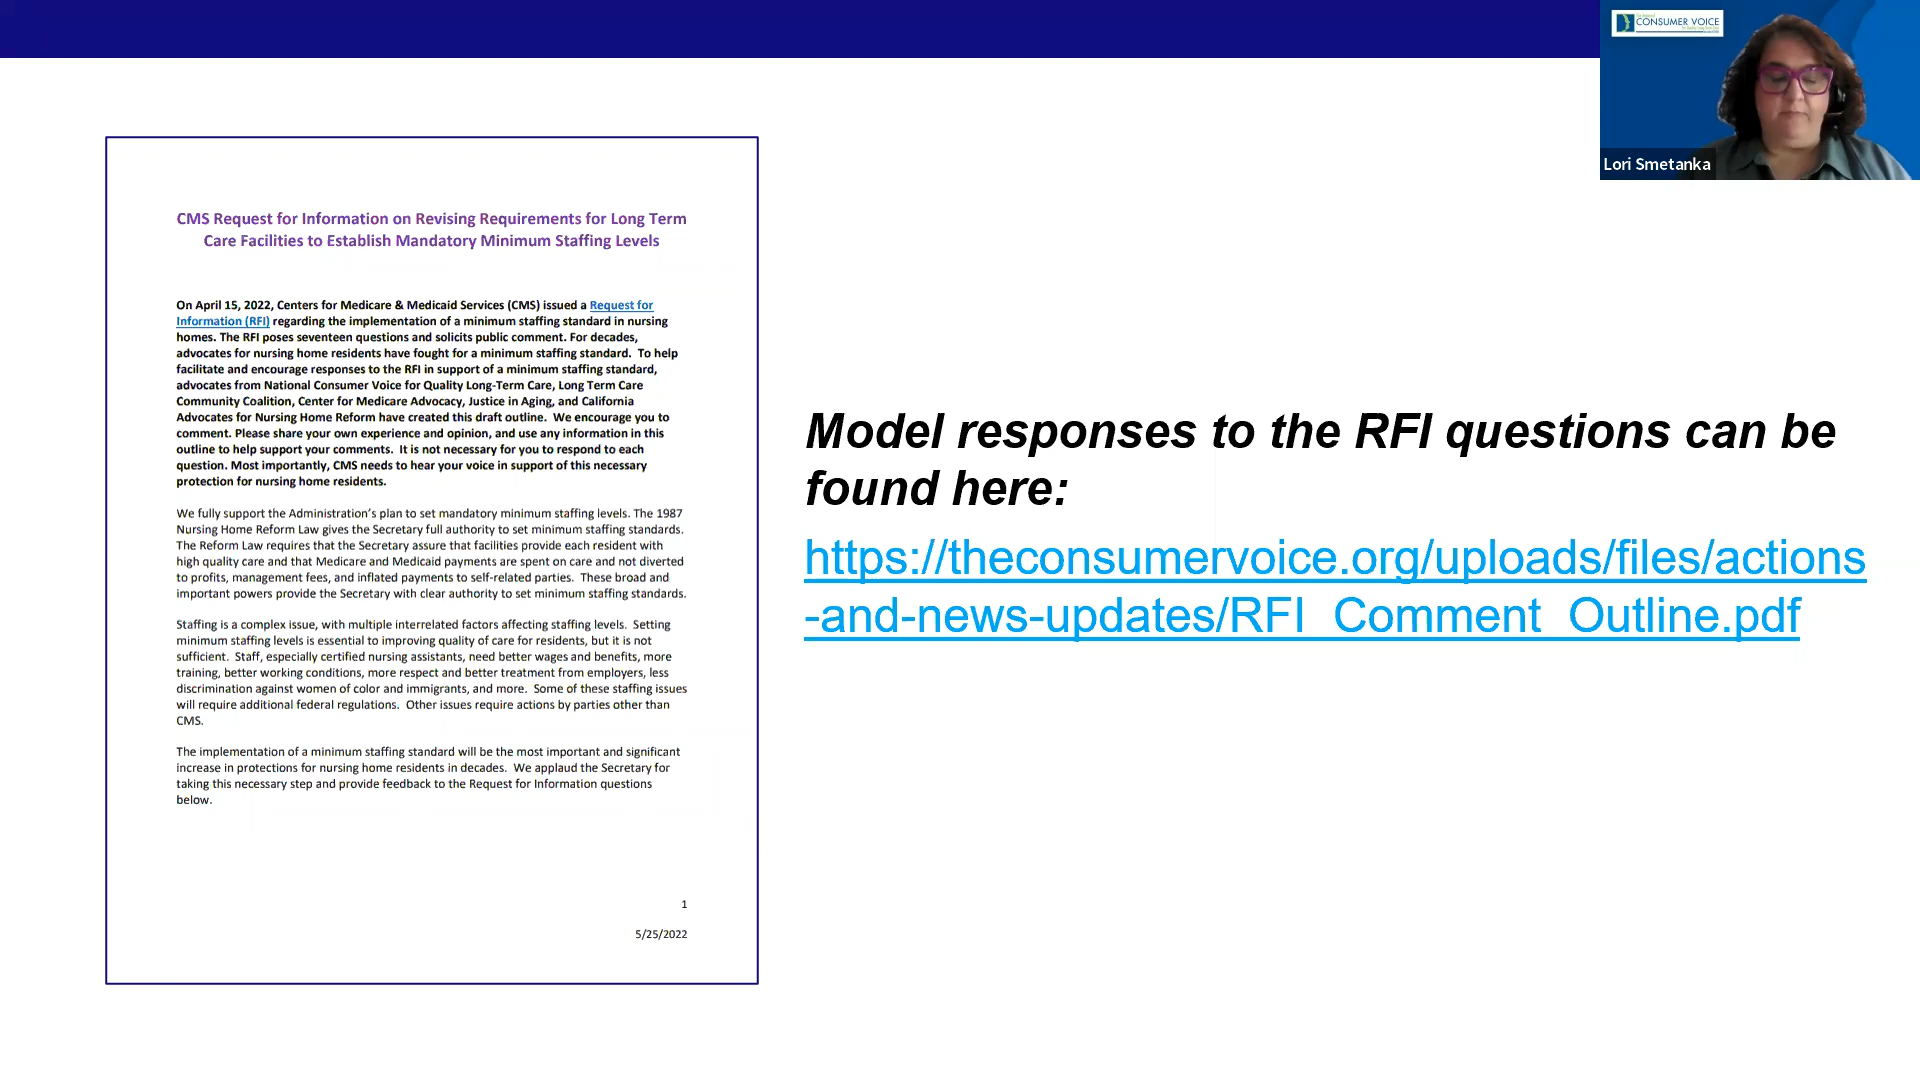 CONSUMER VOICE
Lori Smetanka
CMS Request for Information on Revising Requirements for Long Term
Care Facilities to Establish Mandatory Minimum Staffing Levels
On April 15, 2022, Centers for Medicare & Medicaid Services (CMS) issued a Request for
Information (RFI) regarding the implementation of a minimum staffing standard in nursing
homes. The RFI poses seventeen questions and solicits public comment. For decades,
advocates for nursing home residents have fought for a minimum staffing standard. To help
facilitate and encourage responses to the RFI in support of a minimum staffing standard,
advocates from National Consumer Voice for Quality Long-Term Care, Long Term Care
Community Coalition, Center for Medicare Advocacy, Justice in Aging, and California
Advocates for Nursing Home Reform have created this draft outline. We encourage you to
comment. Please share your own experience and opinion, and use any information in this
outline to help support your comments. It is not necessary for you to respond to each
question. Most importantly, CMS needs to hear your voice in support of this necessary
protection for nursing home residents.
We fully support the Administration's plan to set mandatory minimum staffing levels. The 1987
Nursing Home Reform Law gives the Secretary full authority to set minimum staffing standards.
The Reform Law requires that the Secretary assure that facilities provide each resident with
high quality care and that Medicare and Medicaid payments are spent on care and not diverted
to profits, management fees, and inflated payments to self-related parties. These broad and
important powers provide the Secretary with clear authority to set minimum staffing standards.
Staffing is a complex issue, with multiple interrelated factors affecting staffing levels. Setting
minimum staffing levels is essential to improving quality of care for residents, but it is not
sufficient. Staff, especially certified nursing assistants, need better wages and benefits, more
training, better working conditions, more respect and better treatment from employers, less
discrimination against women of color and immigrants, and more. Some of these staffing issues
will require additional federal regulations. Other issues require actions by parties other than
CMS.
The implementation of a minimum staffing standard will be the most important and significant
increase in protections for nursing home residents in decades. We applaud the Secretary for
taking this necessary step and provide feedback to the Request for Information questions
below.
1
5/25/2022
Model responses to the RFI questions can be
found here:
https://theconsumervoice.org/uploads/files/actions
-and-news-updates/RFI_Comment_Outline.pdf